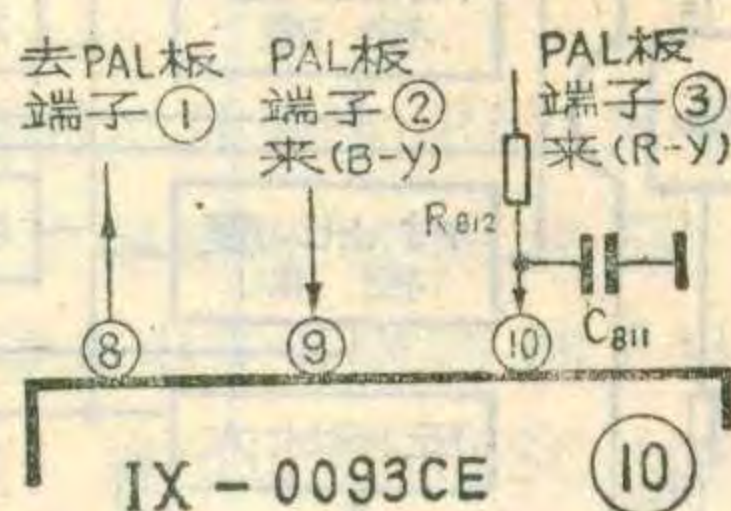 去PAL板
端子①
PAL板
端子②
来(B-Y)
PAL板
端子③
来(R-Y)
R812
C811
⑧
⑨
⑩
IX-0093CE
⑩